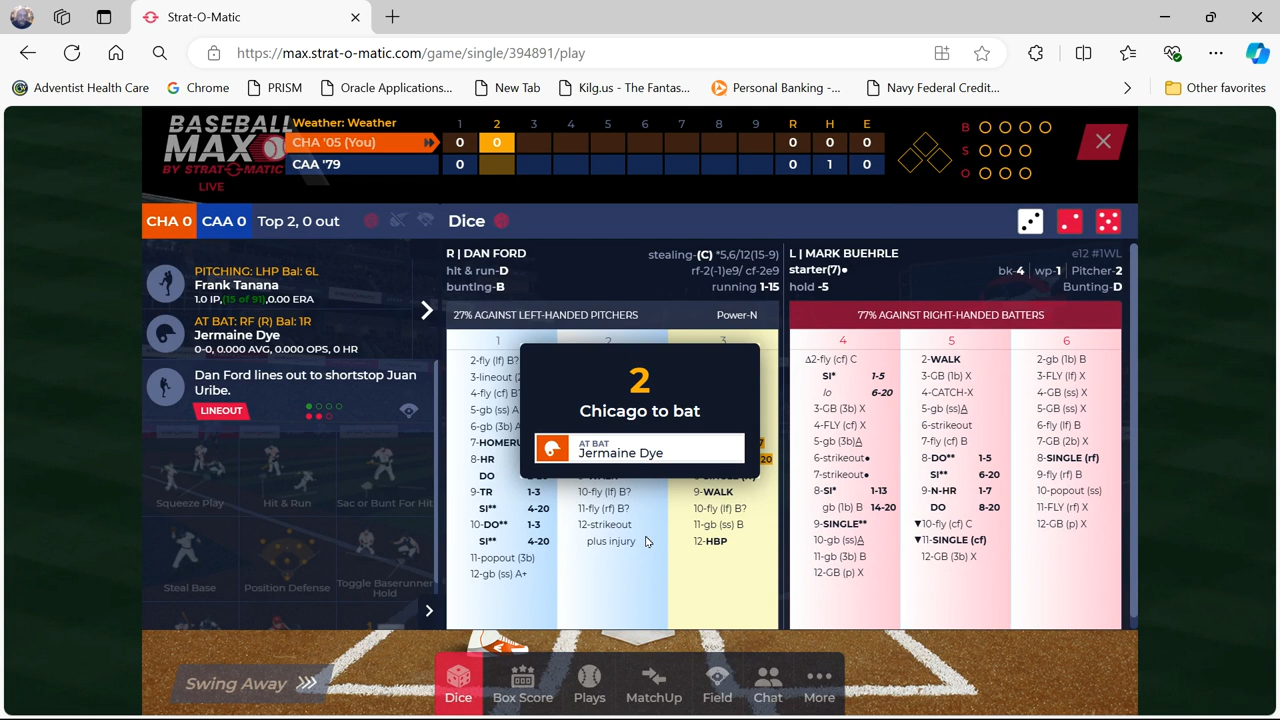 Strat-O-Matic
https://max.strat-o-matic.com/game/single/394891/play
Adventist Health Care
Chrome
PRISM
Oracle Applications...
New Tab
Kilg.us - The Fantas...
Personal Banking -...
Navy Federal Credit...
Other favorites
BASEBALL
MAX
BY STRAT-O-MATIC
LIVE
Weather: Weather
1 2 3 4 5 6 7 8 9 R H E
CHA '05 (You) 0 0 0 0 0
CAA '79 0 0 1 0
B
S
O
CHA 0 CAA 0 Top 2, 0 out
Dice
PITCHING: LHP Bal: 6L
Frank Tanana
1.0 IP,(15 of 91),0.00 ERA
AT BAT: RF (R) Bal: 1R
Jermaine Dye
0-0, 0.000 AVG, 0.000 OPS, 0 HR
Dan Ford lines out to shortstop Juan
Uribe.
LINEOUT
Squeeze Play
Hit & Run
Sac or Bunt For Hit
Steal Base
Position Defense
Toggle Baserunner
Hold
R | DAN FORD
stealing-(C) *5,6/12(15-9)
hit & run-D
rf-2(-1)e9/ cf-2e9
bunting-B
running 1-15
27% AGAINST LEFT-HANDED PITCHERS
Power-N
1
2-fly (lf) B?
3-lineout
4-fly (cf) B
5-gb (ss) A
6-gb (3b)
7-HOMERU
8-HR
DO
9-TR 1-3
SI** 4-20
10-DO** 1-3
SI** 4-20
11-popout (3b)
12-gb (ss) A+
10-fly (lf) B?
11-fly (rf) B?
12-strikeout
plus injury
9-WALK
10-fly (lf) B?
11-gb (ss) B
12-HBP
2
Chicago to bat
AT BAT
Jermaine Dye
L | MARK BUEHRLE
e12 #1WL
starter(7)●
bk-4 wp-1 Pitcher-2
hold -5
Bunting-D
77% AGAINST RIGHT-HANDED BATTERS
4
Δ2-fly (cf) C
SI* 1-5
lo 6-20
3-GB (3b) X
4-FLY (cf) X
5-gb (3b)A
6-strikeout●
7-strikeout●
8-SI* 1-13
gb (1b) B 14-20
9-SINGLE**
10-gb (ss)A
11-gb (3b) B
12-GB (p) X
5
2-WALK
3-GB (1b) X
4-CATCH-X
5-gb (ss)A
6-strikeout
7-fly (cf) B
8-DO** 1-5
SI** 6-20
9-N-HR 1-7
DO 8-20
▼10-fly (cf) C
▼11-SINGLE (cf)
12-GB (3b) X
6
2-gb (1b) B
3-FLY (lf) X
4-GB (ss) X
5-GB (ss) X
6-fly (lf) B
7-GB (2b) X
8-SINGLE (rf)
9-fly (rf) B
10-popout (ss)
11-FLY (rf) X
12-GB (p) X
Swing Away
Dice
Box Score
Plays
MatchUp
Field
Chat
More